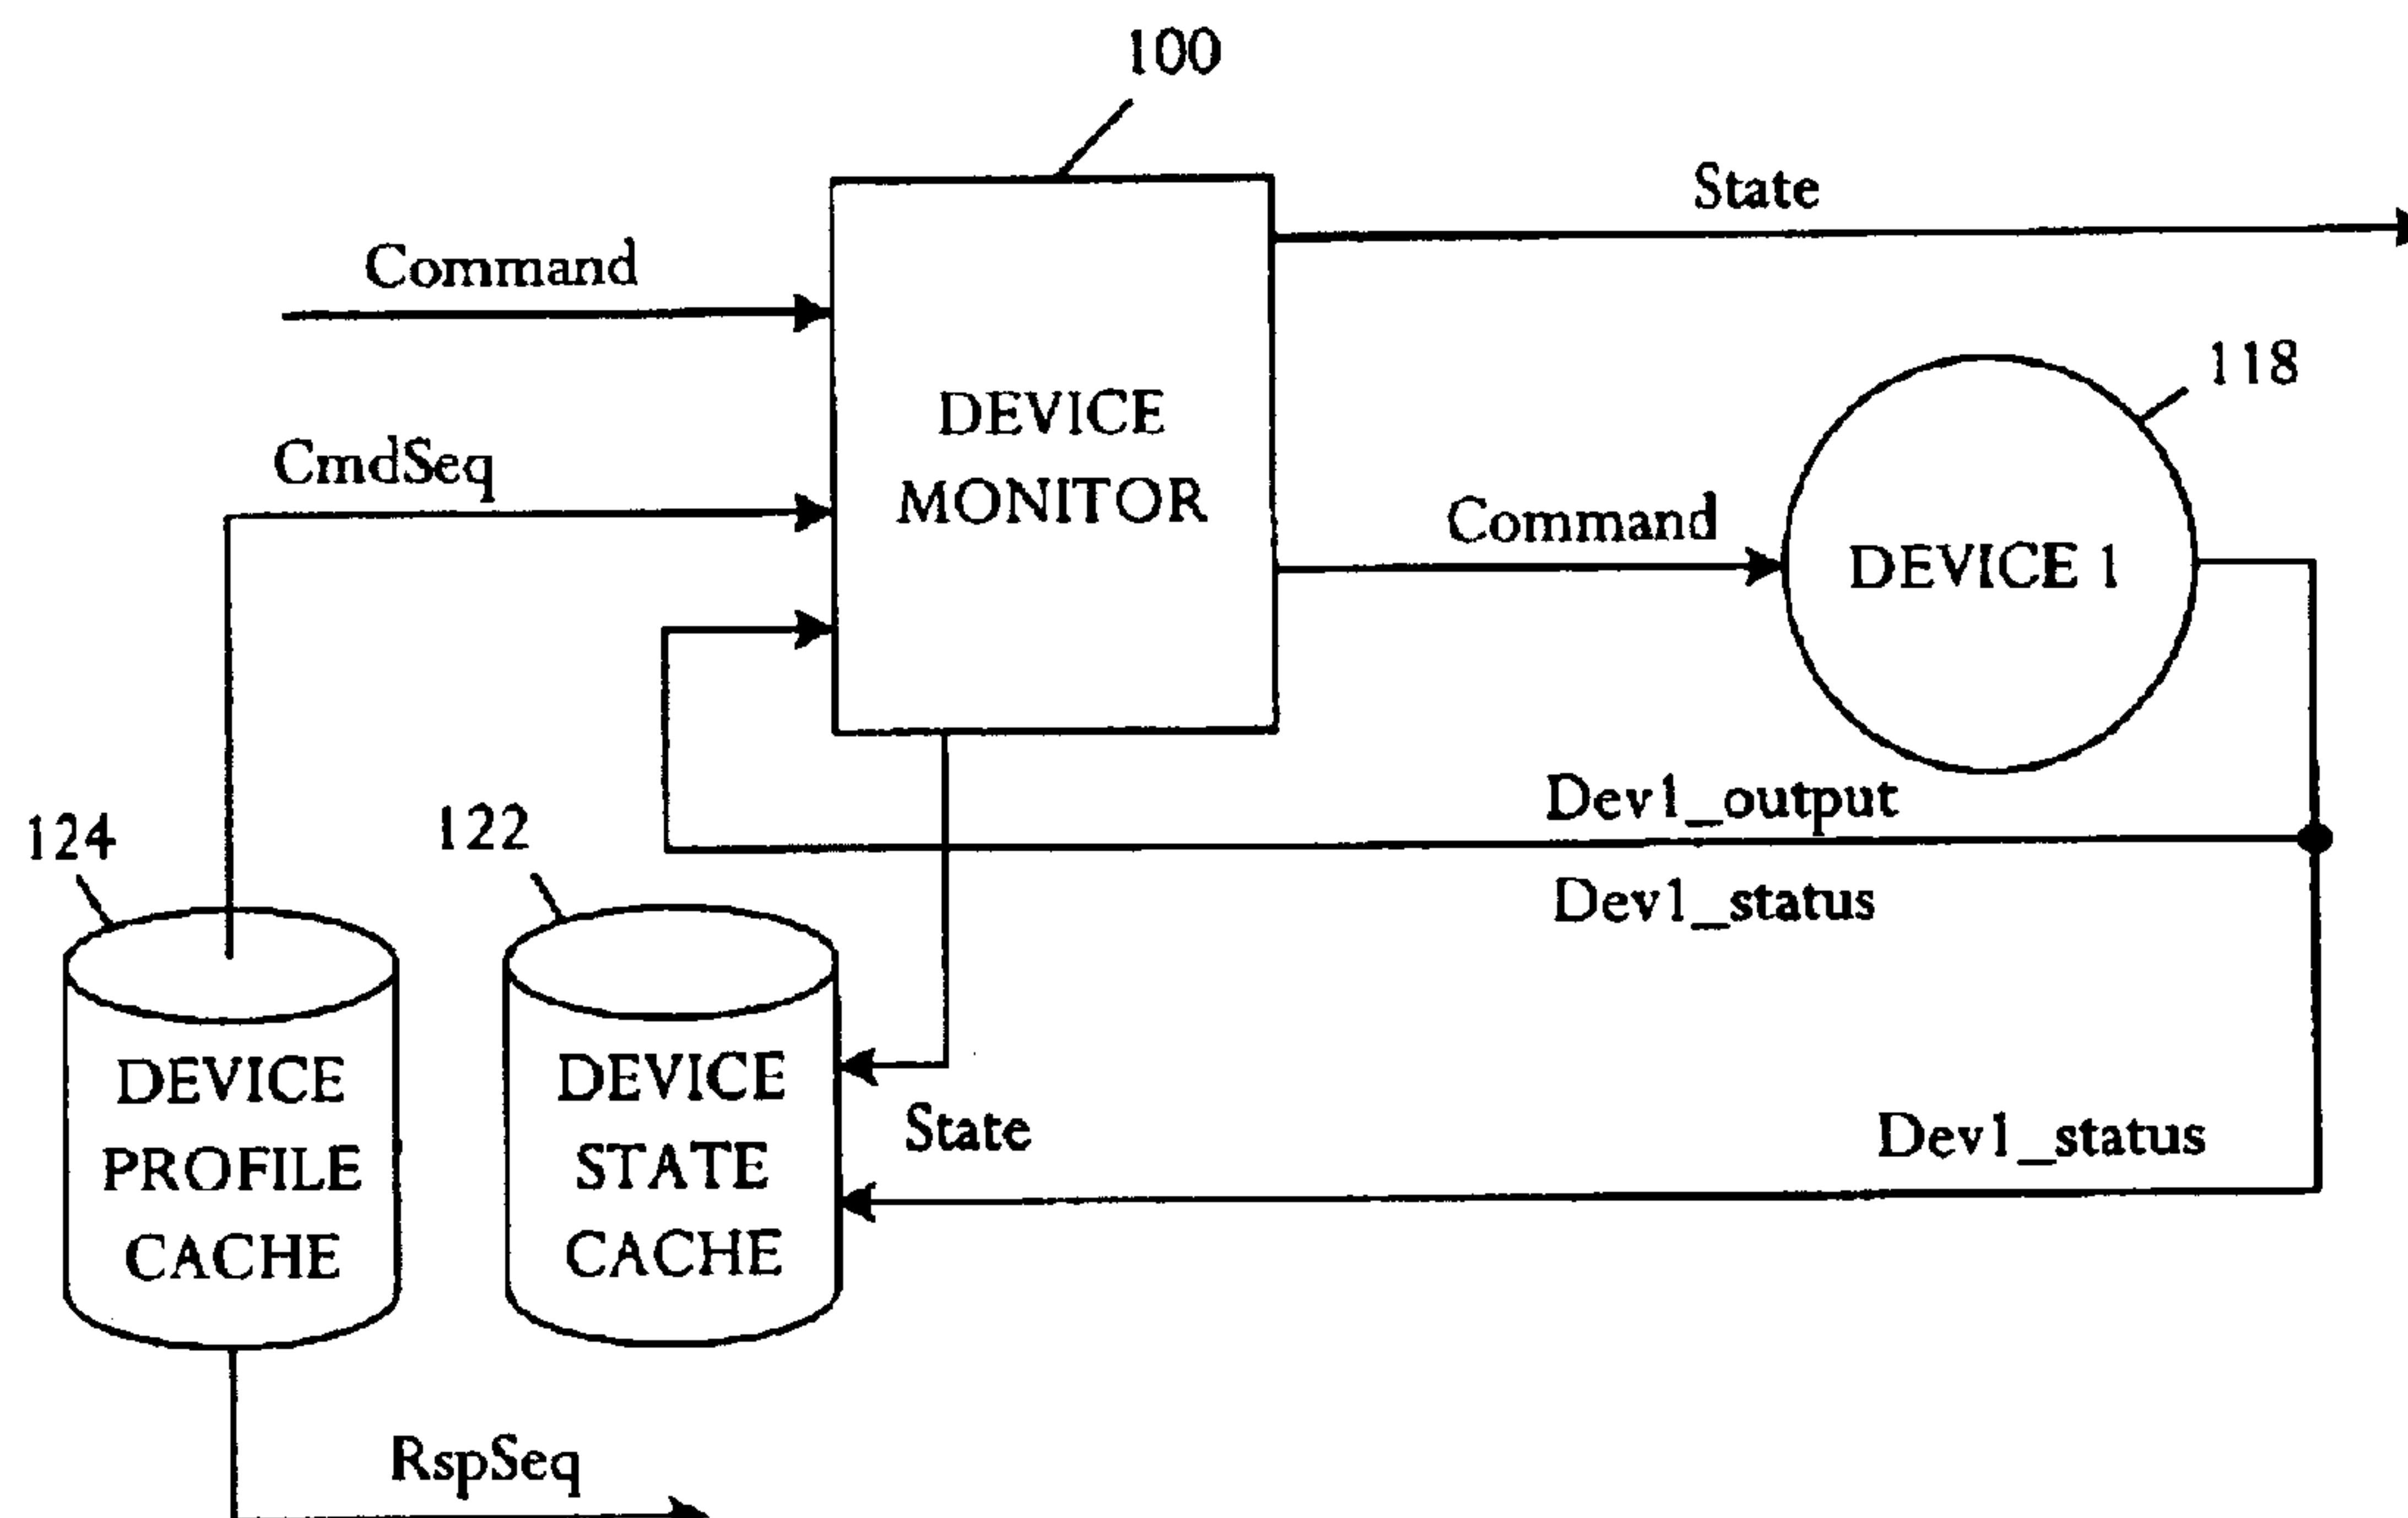 100
State
Command
118
DEVICE
MONITOR
CmdSeq
Command
DEVICE 1
Dev1_output
124
122
Dev1_status
DEVICE
PROFILE
CACHE
DEVICE
STATE
CACHE
State
Dev1_status
RspSeq